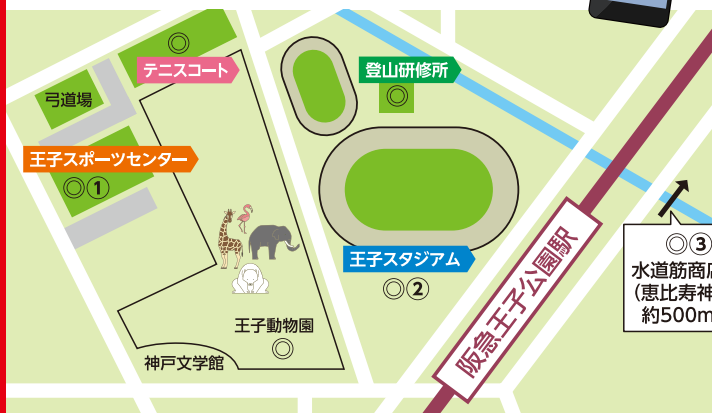 テニスコート
登山研修所
弓道場
王子スポーツセンター
◎①
王子スタジアム
◎②
阪急王子公園駅
◎③
水道筋商店
（恵比寿神
約500m
王子動物園
神戸文学館